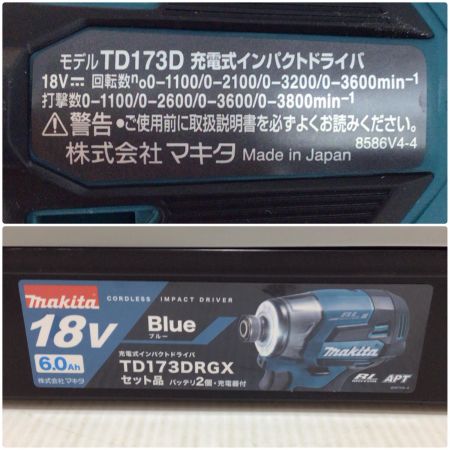 モデル TD173D 充電式インパクトドライバ
18V⎓ 回転数n₀0-1100/0-2100/0-3200/0-3600min⁻¹
打撃数0-1100/0-2600/0-3600/0-3800min⁻¹
⚠警告 ●ご使用前に取扱説明書を必ずよくお読みください。
株式会社 マキタ Made in Japan 8586V4-4
makita CORDLESS IMPACT DRIVER
18V Blue
ブルー
6.0Ah 充電式インパクトドライバ
株式会社マキタ TD173DRGX
セット品 バッテリ2個・充電器付
makita
BL MOTOR APT